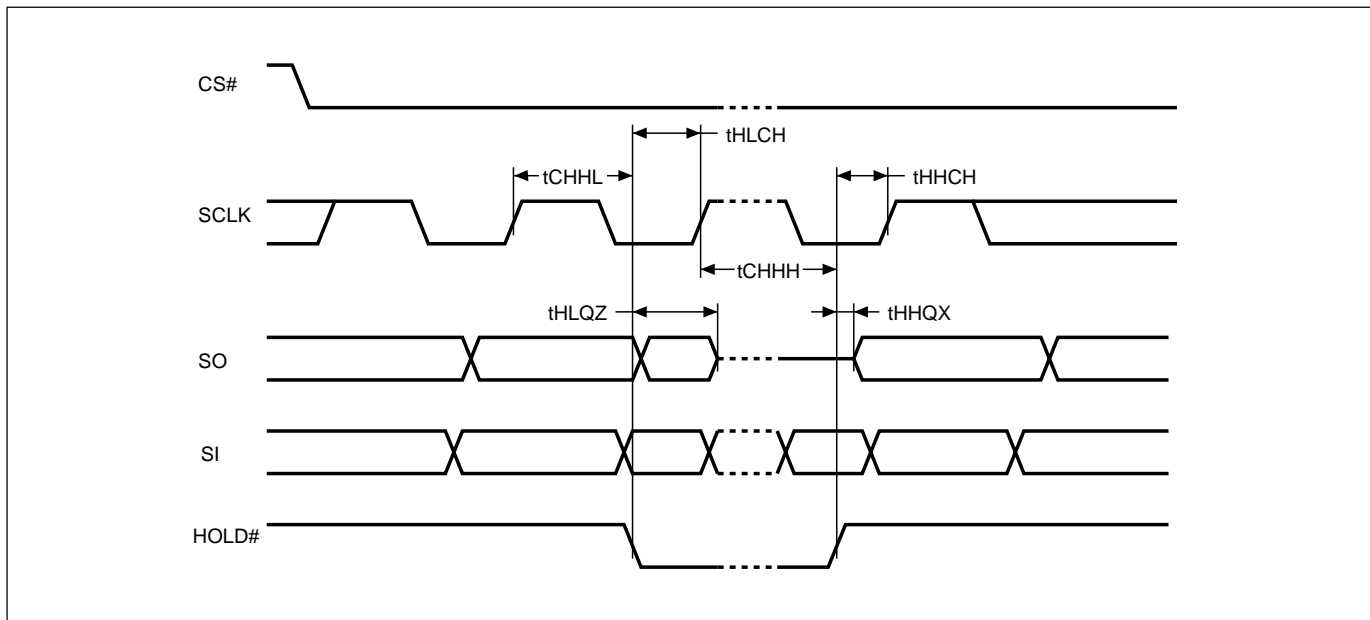 CS#
tHLCH
tCHHL
tHHCH
SCLK
tCHHH
tHLQZ
tHHQX
SO
SI
HOLD#